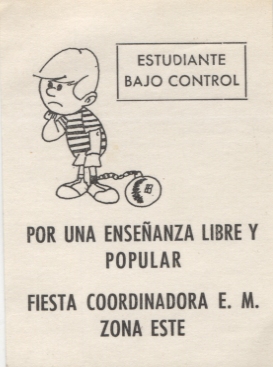 ESTUDIANTE
BAJO CONTROL
POR UNA ENSEÑANZA LIBRE Y
POPULAR
FIESTA COORDINADORA E. M.
ZONA ESTE